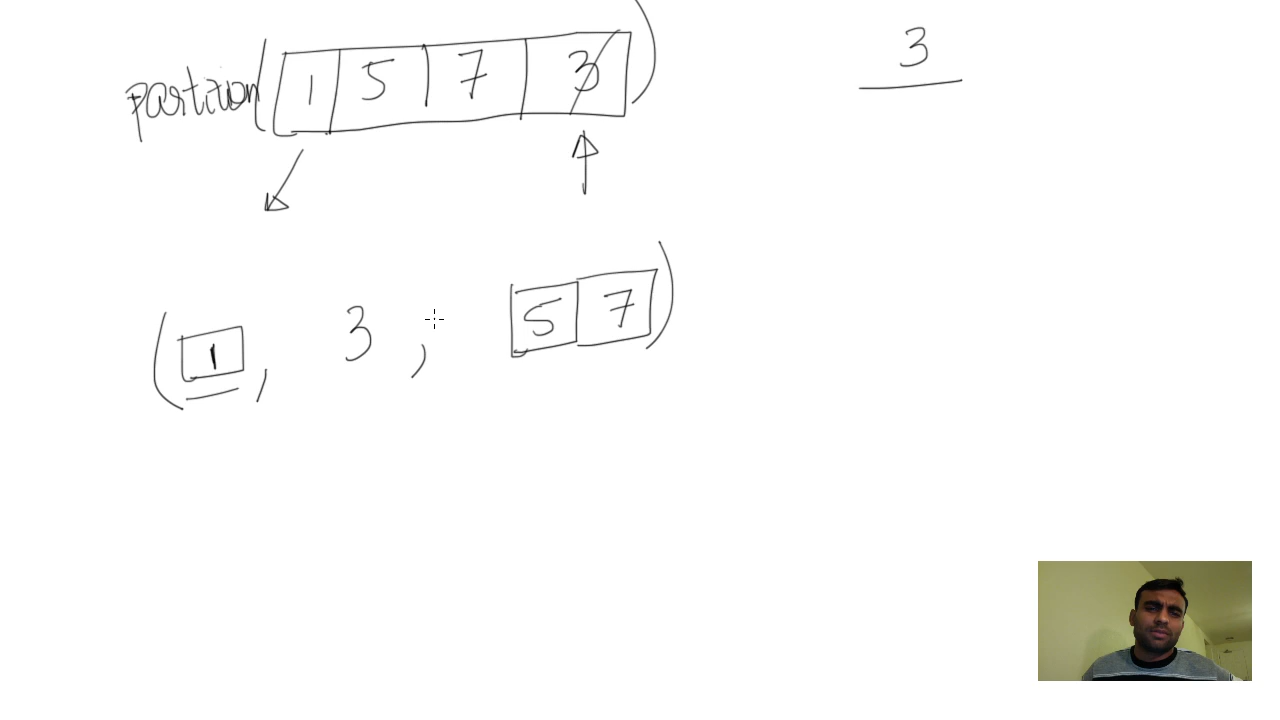 partition( 1 5 7 3 )
3
( 1 , 3 , 5 7 )